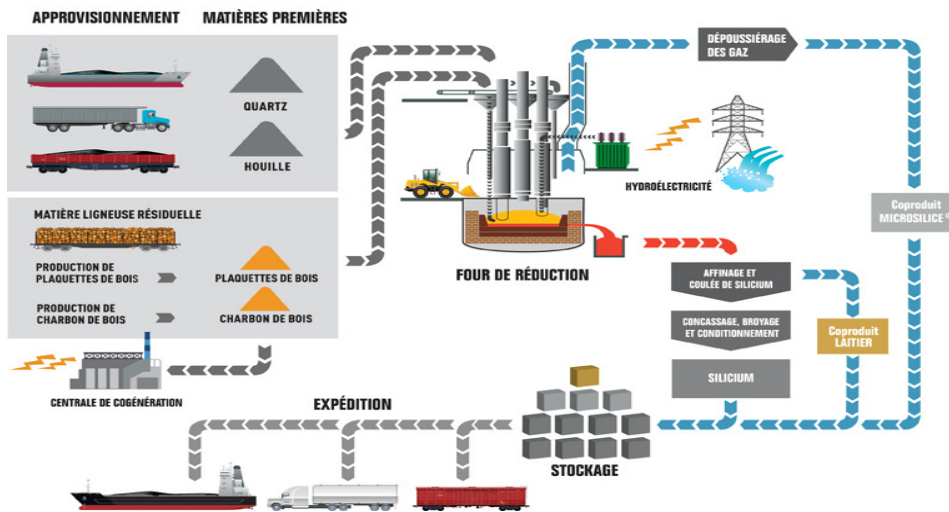 APPROVISIONNEMENT
MATIÈRES PREMIÈRES
QUARTZ
HOUILLE
MATIÈRE LIGNEUSE RÉSIDUELLE
PRODUCTION DE
PLAQUETTES DE BOIS
PLAQUETTES DE BOIS
PRODUCTION DE
CHARBON DE BOIS
CHARBON DE BOIS
CENTRALE DE COGÉNÉRATION
DÉPOUSSIÉRAGE
DES GAZ
HYDROÉLECTRICITÉ
FOUR DE RÉDUCTION
Coproduit
MICROSILICE
AFFINAGE ET
COULÉE DE SILICIUM
CONCASSAGE, BROYAGE
ET CONDITIONNEMENT
SILICIUM
Coproduit
LAITIER
EXPÉDITION
STOCKAGE